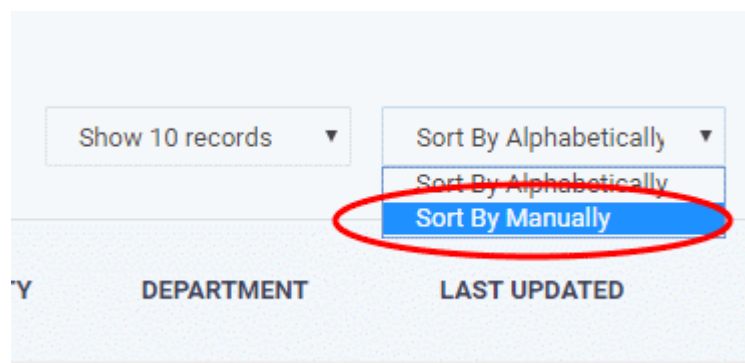 Show 10 records Sort By Alphabetically
Sort By Alphabetically
Sort By Manually
TY DEPARTMENT LAST UPDATED